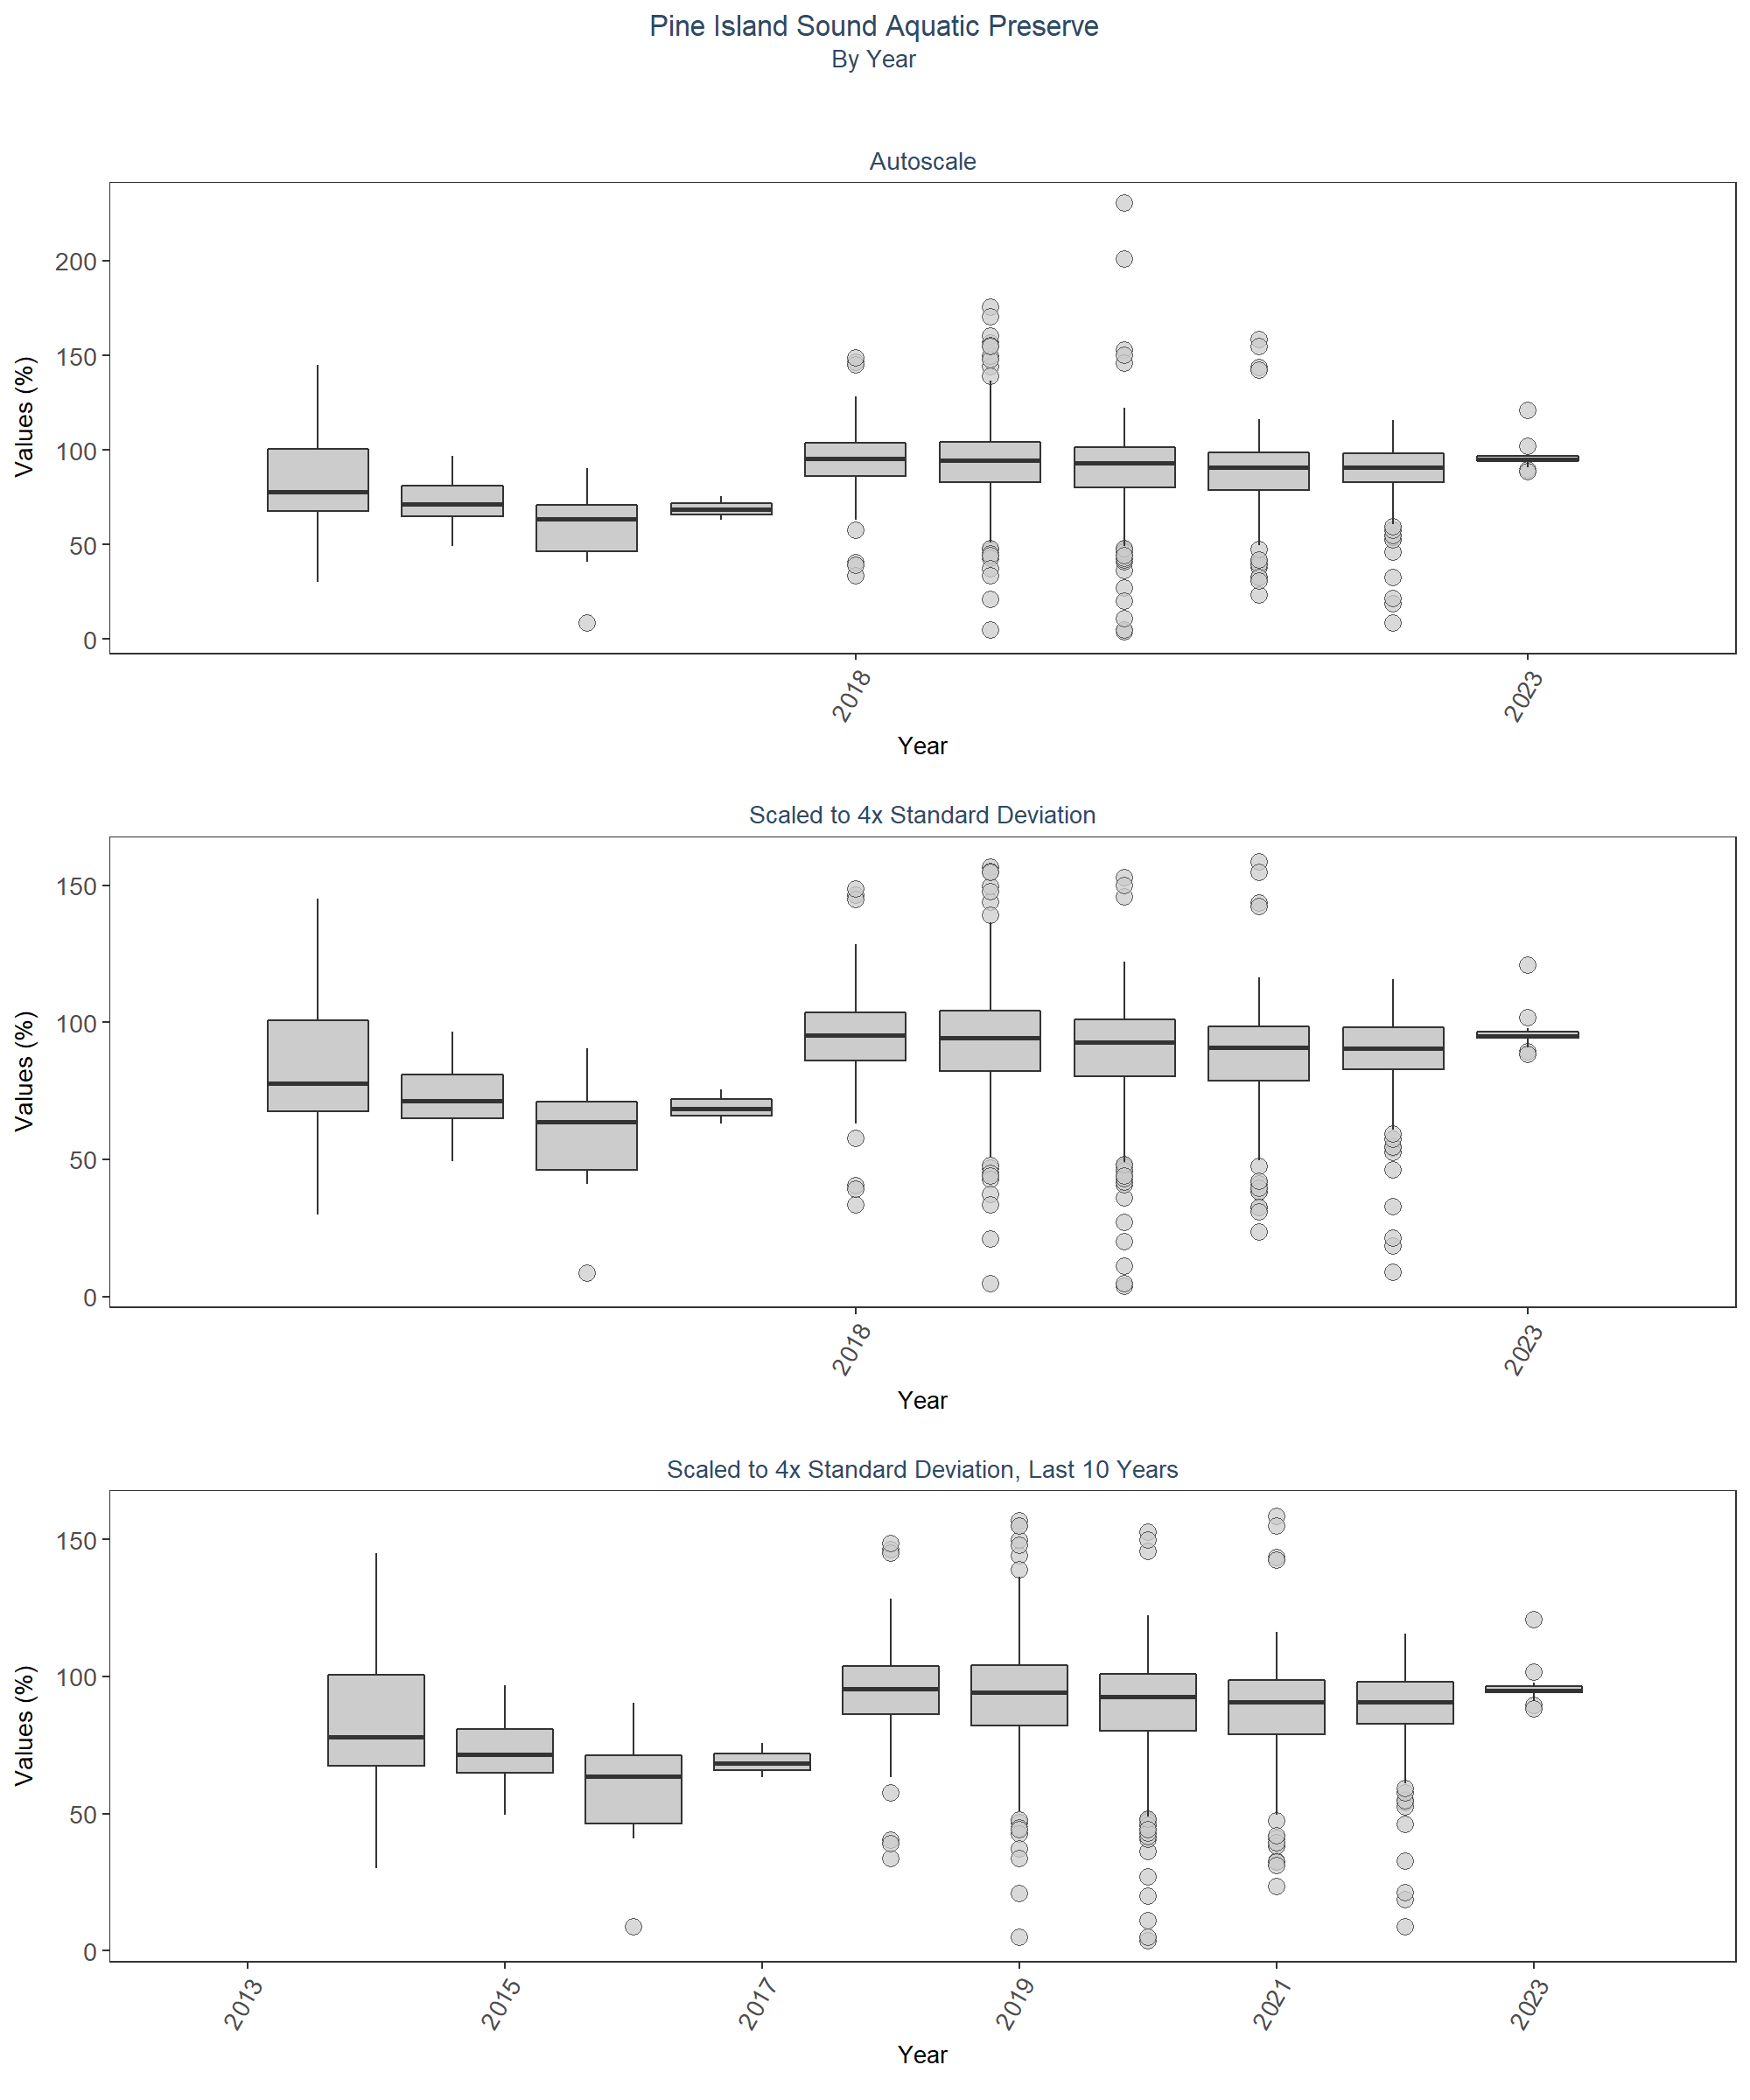 Pine Island Sound Aquatic Preserve
By Year
Autoscale
Values (%)
200
150
100
50
0
2018
2023
Year
Scaled to 4x Standard Deviation
Values (%)
150
100
50
0
2018
2023
Year
Scaled to 4x Standard Deviation, Last 10 Years
Values (%)
150
100
50
0
2013
2015
2017
2019
2021
2023
Year